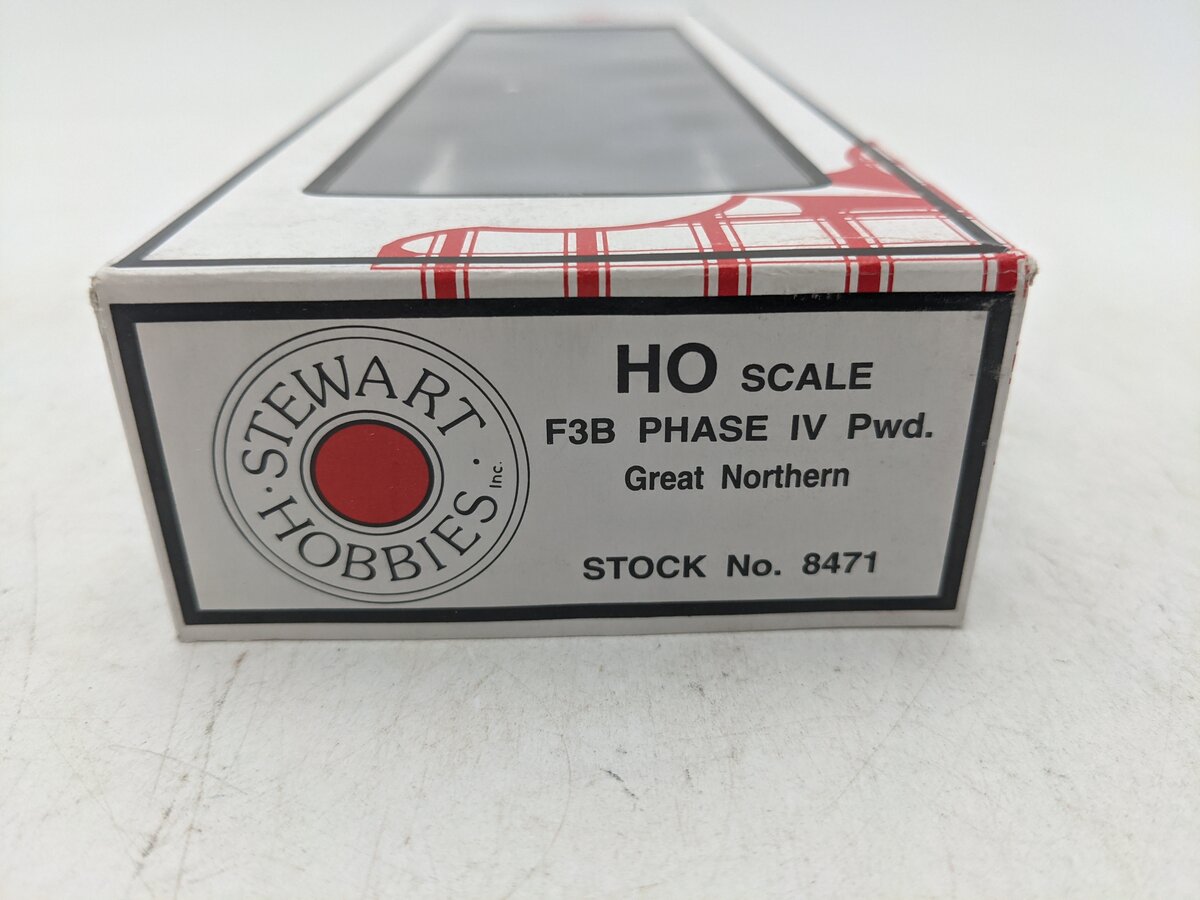 · STEWART ·
HOBBIES Inc.
HO SCALE
F3B PHASE IV Pwd.
Great Northern
STOCK No. 8471